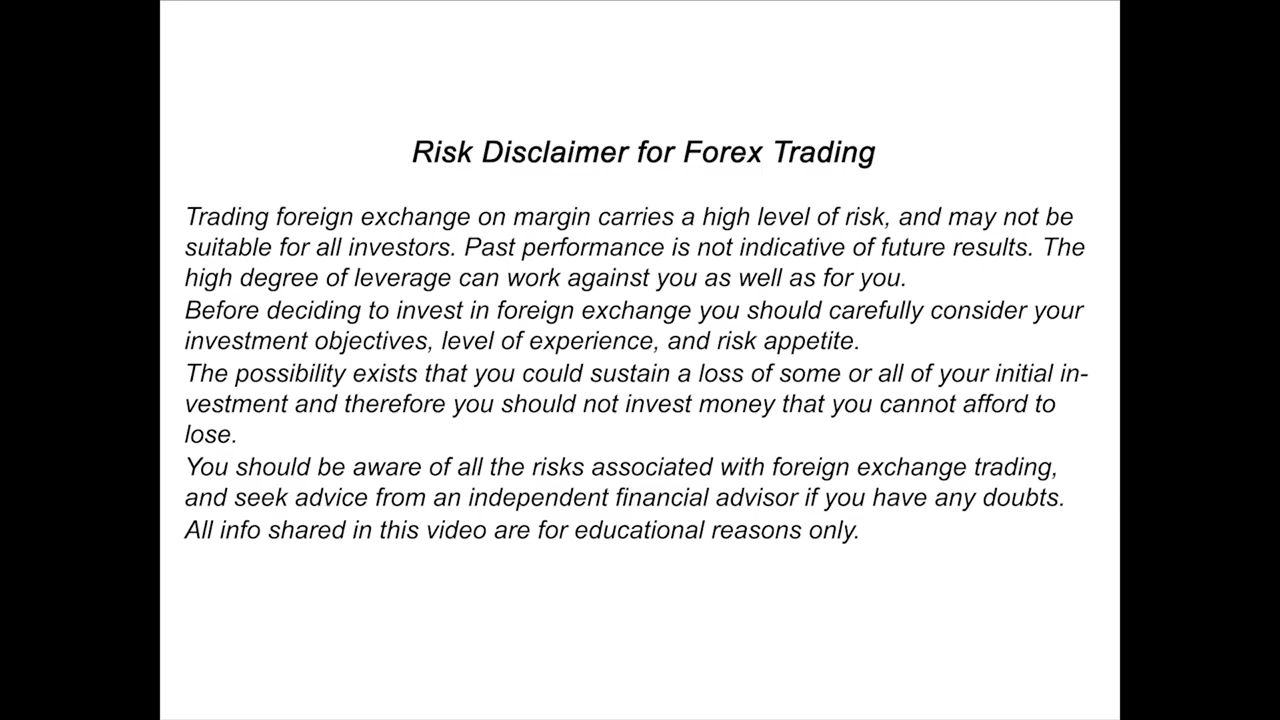 Risk Disclaimer for Forex Trading
Trading foreign exchange on margin carries a high level of risk, and may not be
suitable for all investors. Past performance is not indicative of future results. The
high degree of leverage can work against you as well as for you.
Before deciding to invest in foreign exchange you should carefully consider your
investment objectives, level of experience, and risk appetite.
The possibility exists that you could sustain a loss of some or all of your initial in-
vestment and therefore you should not invest money that you cannot afford to
lose.
You should be aware of all the risks associated with foreign exchange trading,
and seek advice from an independent financial advisor if you have any doubts.
All info shared in this video are for educational reasons only.